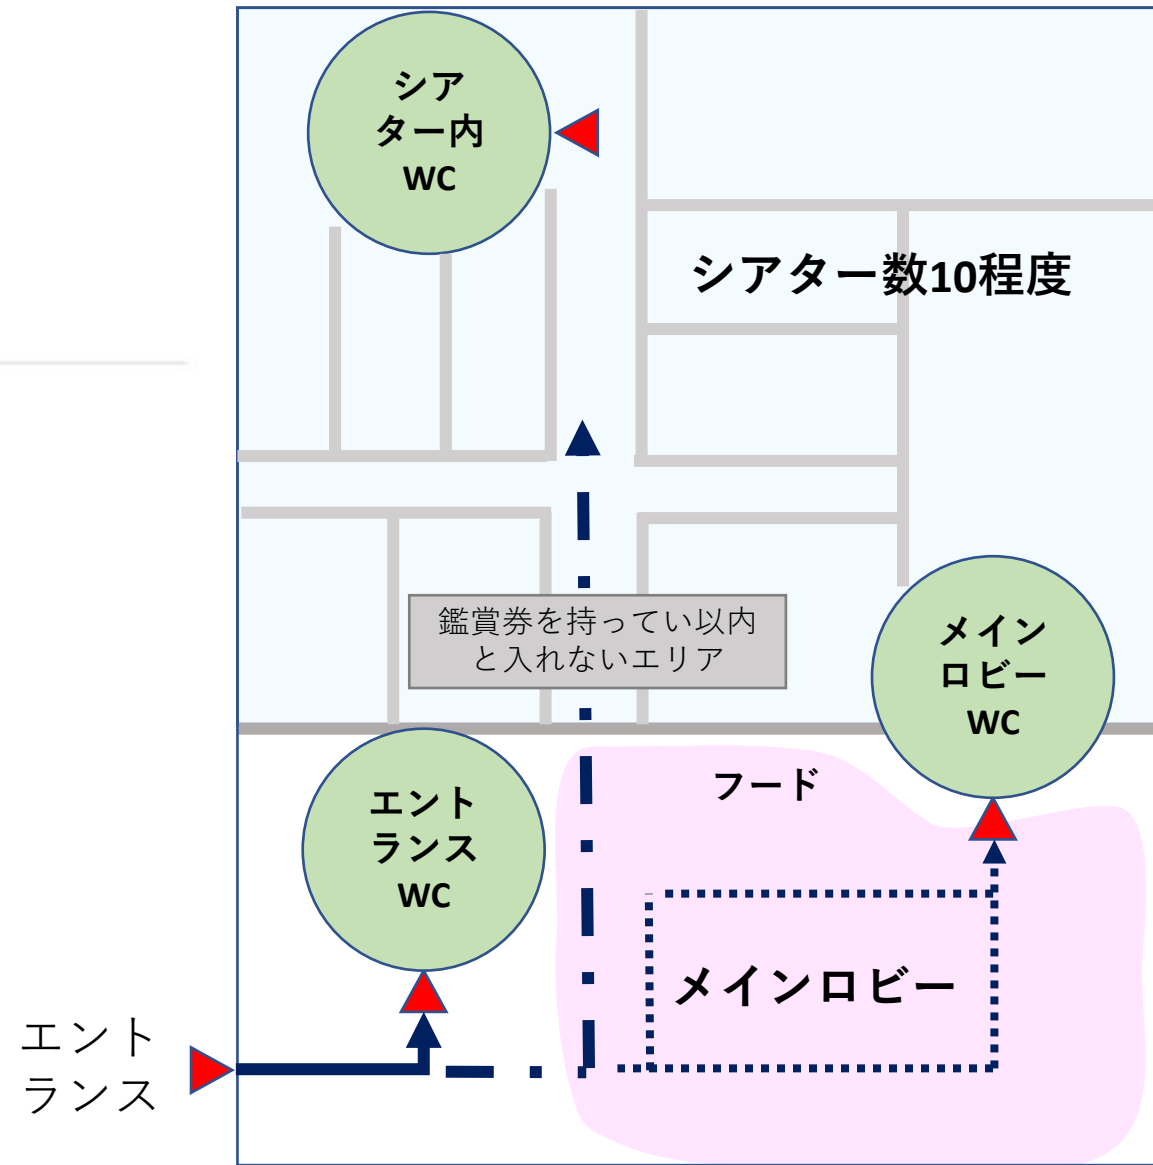 シア
ター内
WC
シアター数10程度
鑑賞券を持ってい以内
と入れないエリア
メイン
ロビー
WC
フード
エント
ランス
WC
メインロビー
エント
ランス